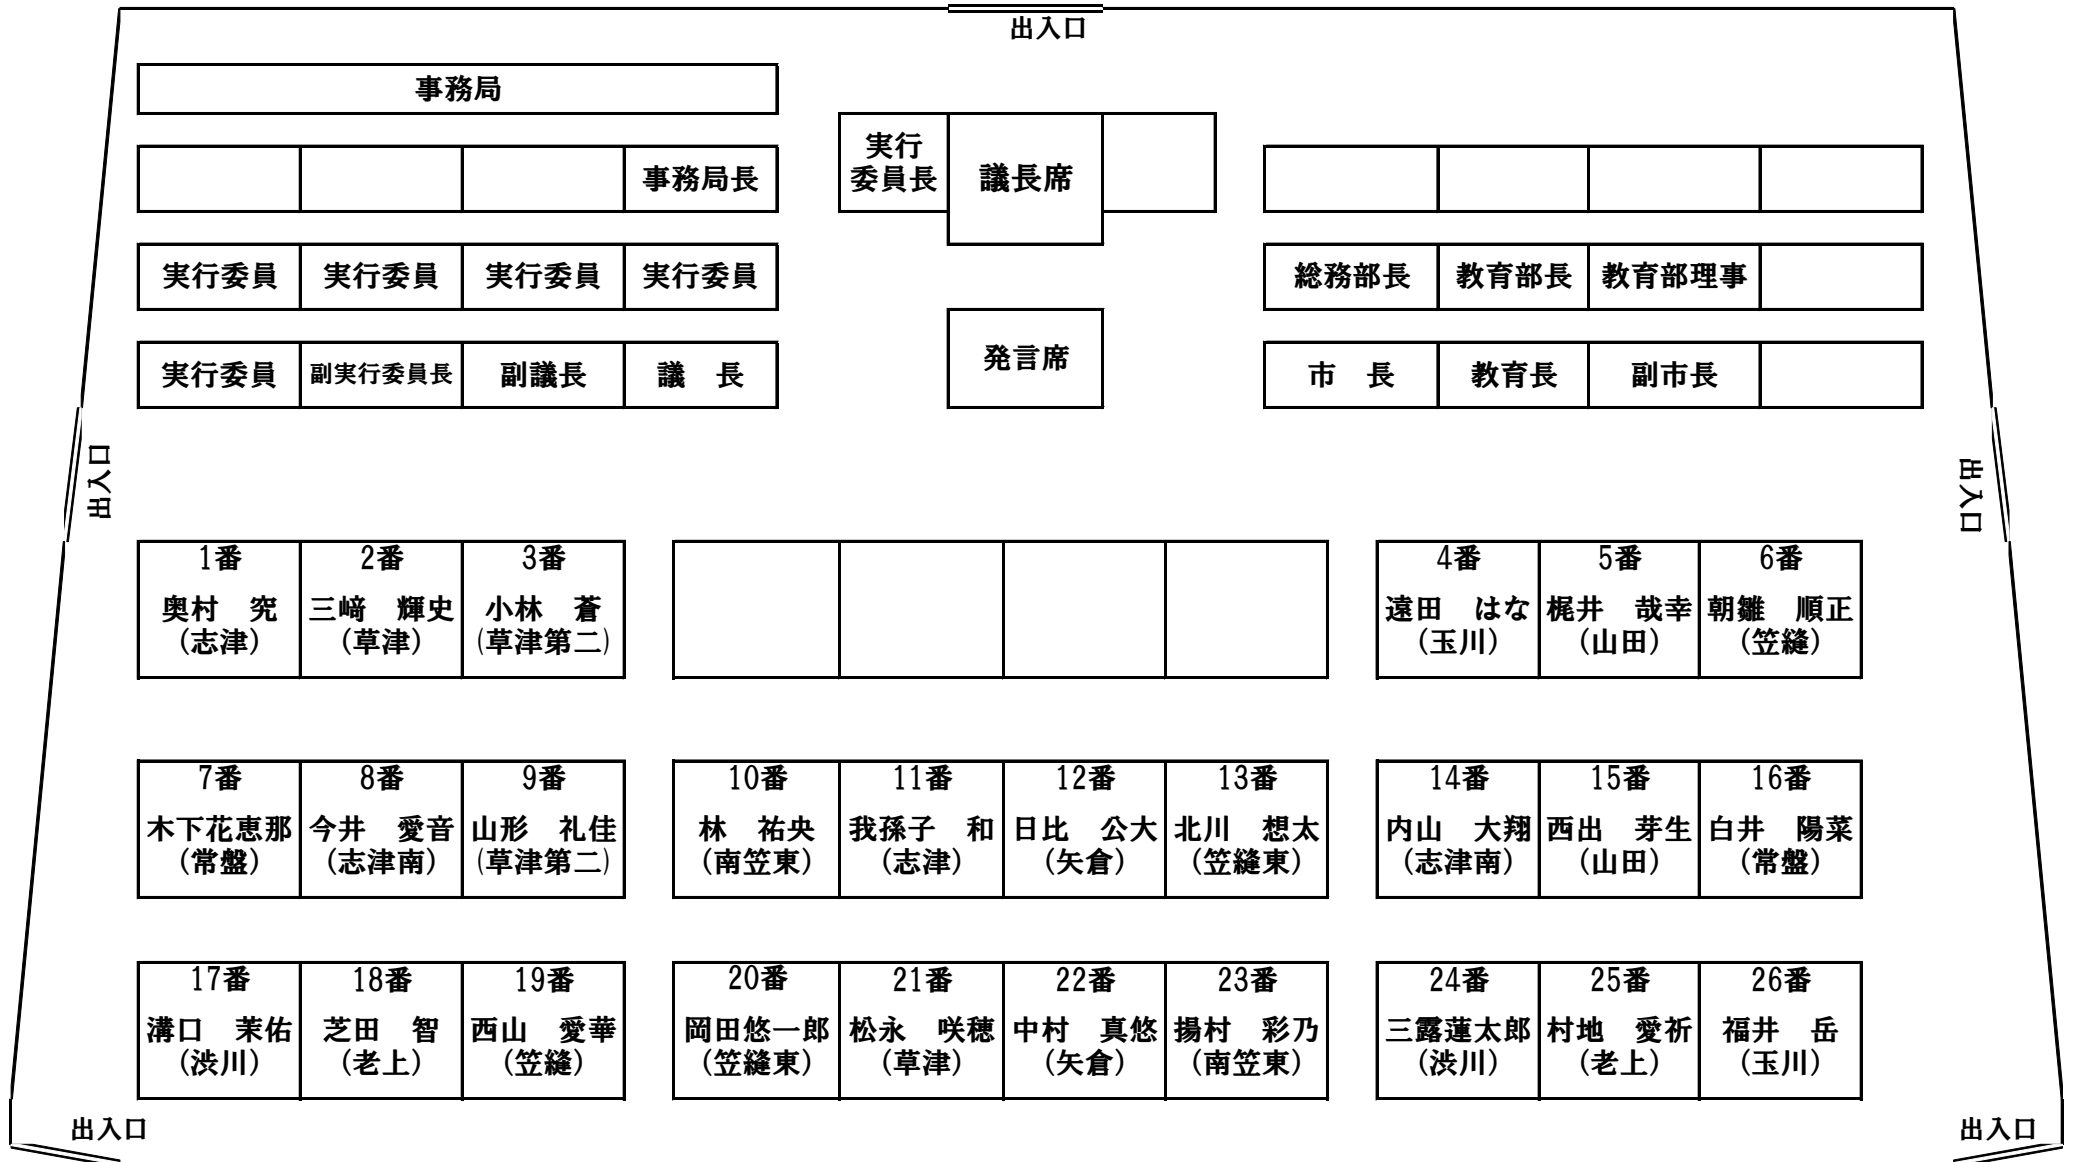 出入口
事務局
事務局長
実行
委員長
議長席
実行委員 実行委員 実行委員 実行委員
総務部長 教育部長 教育部理事
発言席
実行委員 副実行委員長 副議長 議　長
市　長 教育長 副市長
出入口
出入口
1番 2番 3番 4番 5番 6番
奥村　究 三﨑　輝史 小林　蒼 遠田　はな 梶井　哉幸 朝雛　順正
(志津) (草津) (草津第二) (玉川) (山田) (笠縫)
7番 8番 9番 10番 11番 12番 13番 14番 15番 16番
木下花恵那 今井　愛音 山形　礼佳 林　祐央 我孫子　和 日比　公大 北川　想太 内山　大翔 西出　芽生 白井　陽菜
(常盤) (志津南) (草津第二) (南笠東) (志津) (矢倉) (笠縫東) (志津南) (山田) (常盤)
17番 18番 19番 20番 21番 22番 23番 24番 25番 26番
溝口　茉佑 芝田　智 西山　愛華 岡田悠一郎 松永　咲穂 中村　真悠 揚村　彩乃 三露蓮太郎 村地　愛祈 福井　岳
(渋川) (老上) (笠縫) (笠縫東) (草津) (矢倉) (南笠東) (渋川) (老上) (玉川)
出入口
出入口